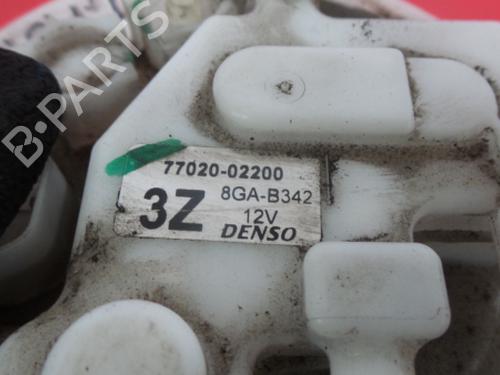 77020-02200
3Z
8GA-B342
12V
DENSO
B-PARTS